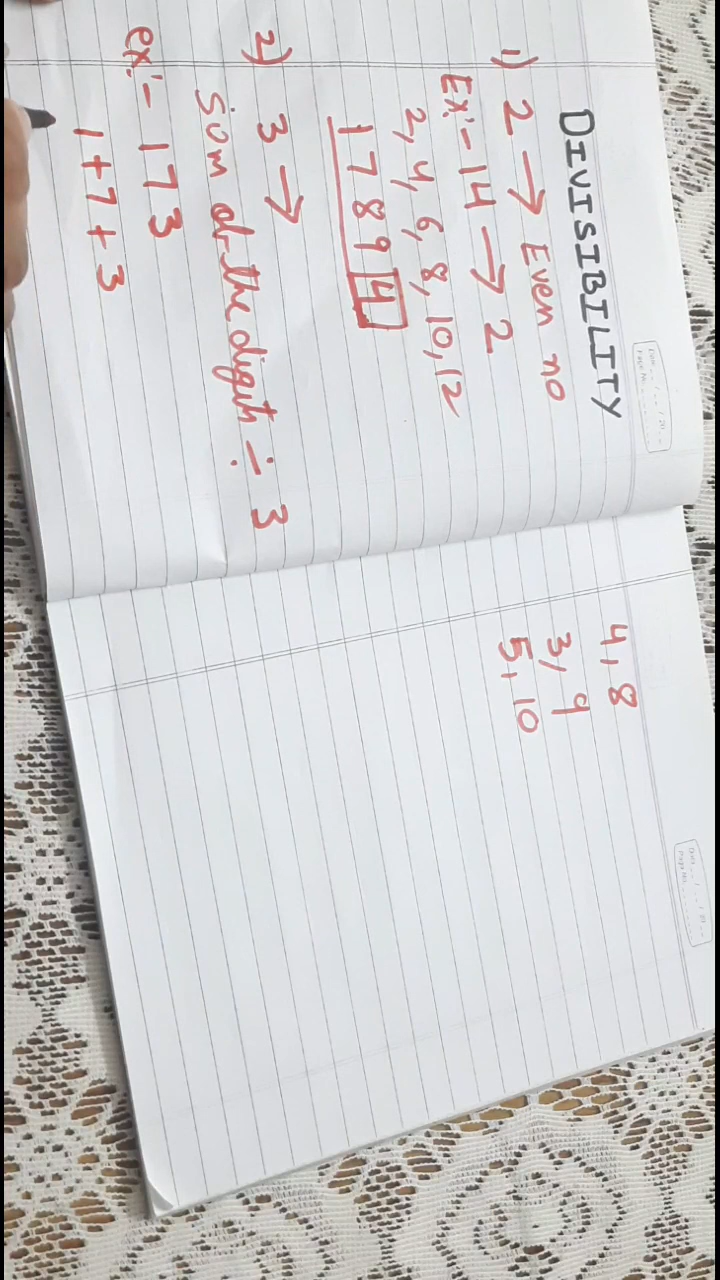 DIVISIBILITY
1) 2 → Even no
Ex:- 14 → 2
2, 4, 6, 8, 10, 12
1 7 8 9 4
2) 3 →
Sum of the digits ÷ 3
ex:- 173
1+7+3
4, 8
3, 9
5, 10